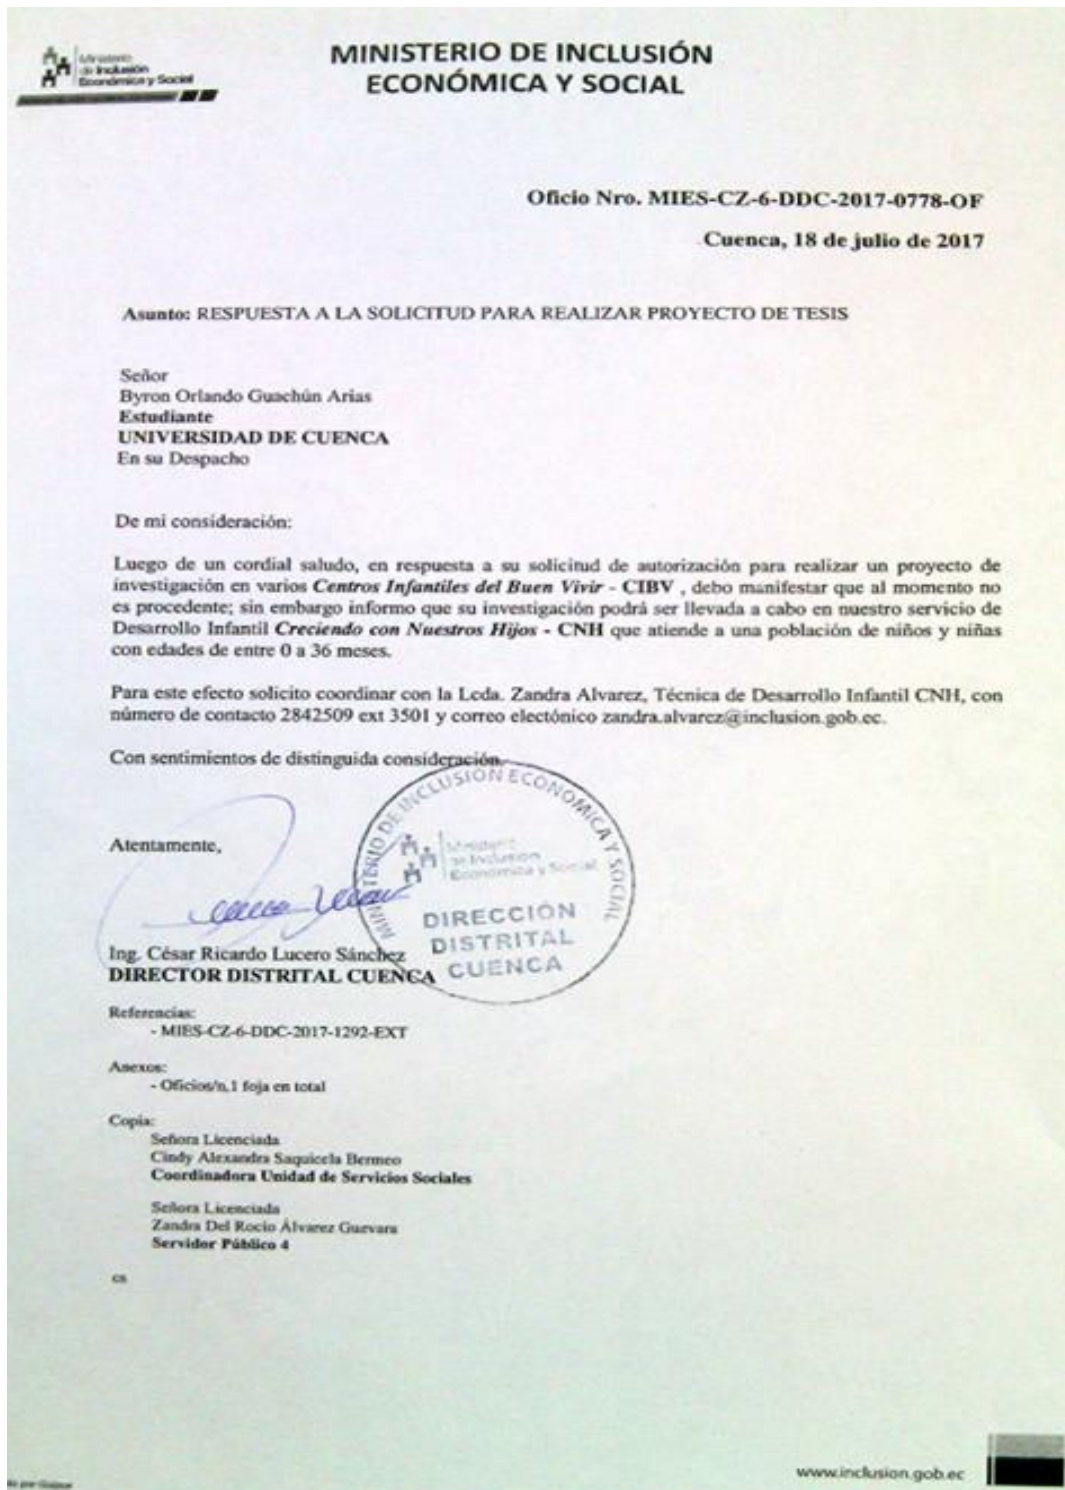 Ministerio
de Inclusión
Económica y Social
MINISTERIO DE INCLUSIÓN
ECONÓMICA Y SOCIAL
Oficio Nro. MIES-CZ-6-DDC-2017-0778-OF
Cuenca, 18 de julio de 2017
Asunto: RESPUESTA A LA SOLICITUD PARA REALIZAR PROYECTO DE TESIS
Señor
Byron Orlando Guachún Arias
Estudiante
UNIVERSIDAD DE CUENCA
En su Despacho
De mi consideración:
Luego de un cordial saludo, en respuesta a su solicitud de autorización para realizar un proyecto de
investigación en varios Centros Infantiles del Buen Vivir - CIBV , debo manifestar que al momento no
es procedente; sin embargo informo que su investigación podrá ser llevada a cabo en nuestro servicio de
Desarrollo Infantil Creciendo con Nuestros Hijos - CNH que atiende a una población de niños y niñas
con edades de entre 0 a 36 meses.
Para este efecto solicito coordinar con la Lcda. Zandra Alvarez, Técnica de Desarrollo Infantil CNH, con
número de contacto 2842509 ext 3501 y correo electrónico zandra.alvarez@inclusion.gob.ec.
Con sentimientos de distinguida consideración.
Atentamente,
MINISTERIO DE INCLUSIÓN ECONÓMICA Y SOCIAL
Ministerio
de Inclusión
Económica y Social
DIRECCIÓN
DISTRITAL
CUENCA
Ing. César Ricardo Lucero Sánchez
DIRECTOR DISTRITAL CUENCA
Referencias:
- MIES-CZ-6-DDC-2017-1292-EXT
Anexos:
- Oficios/n,1 foja en total
Copia:
Señora Licenciada
Cindy Alexandra Saquicela Bermeo
Coordinadora Unidad de Servicios Sociales
Señora Licenciada
Zandra Del Rocío Álvarez Guevara
Servidor Público 4
www.inclusion.gob.ec